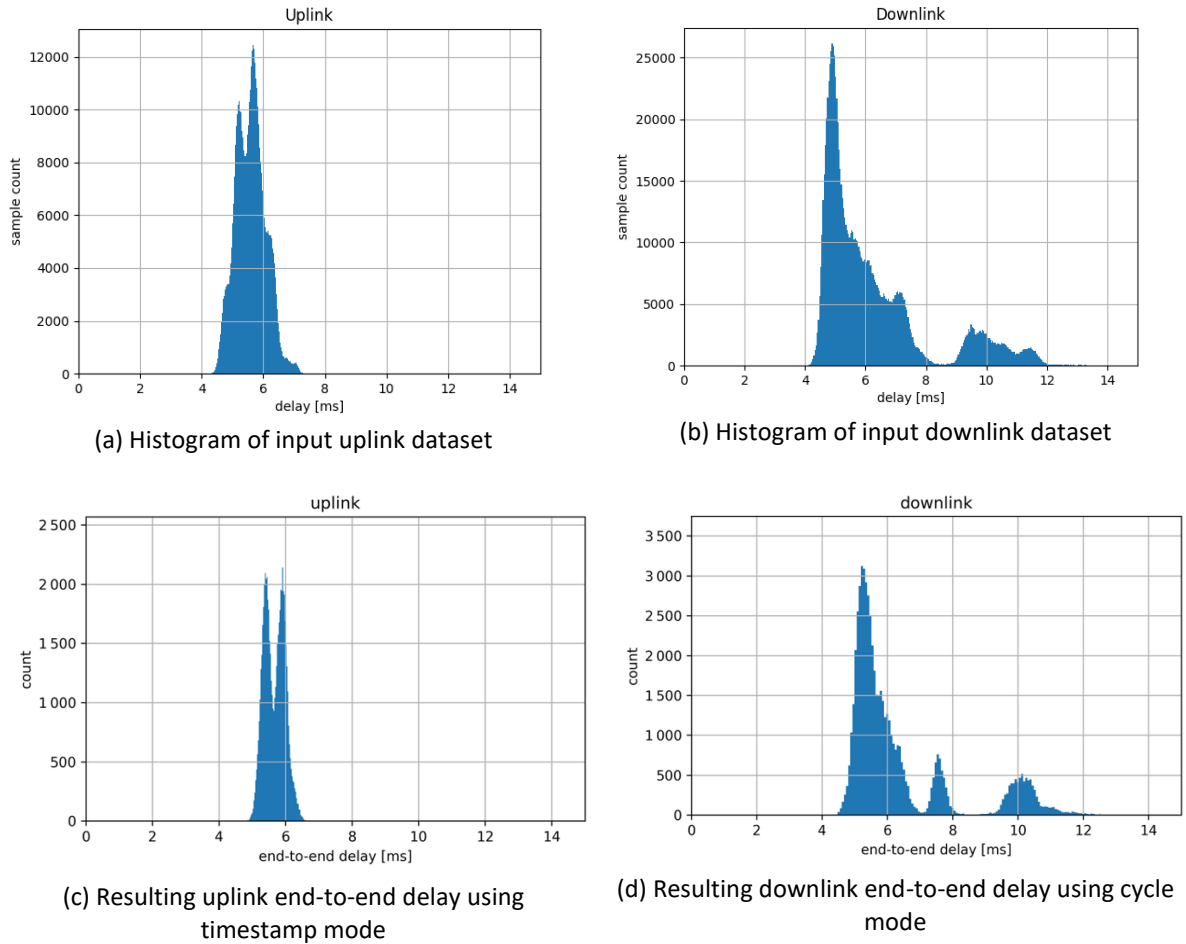 Uplink
12000
10000
8000
6000
4000
2000
0
sample count
0 2 4 6 8 10 12 14
delay [ms]
(a) Histogram of input uplink dataset
Downlink
25000
20000
15000
10000
5000
0
sample count
0 2 4 6 8 10 12 14
delay [ms]
(b) Histogram of input downlink dataset
uplink
2 500
2 000
1 500
1 000
500
0
count
0 2 4 6 8 10 12 14
end-to-end delay [ms]
(c) Resulting uplink end-to-end delay using
timestamp mode
downlink
3 500
3 000
2 500
2 000
1 500
1 000
500
0
count
0 2 4 6 8 10 12 14
end-to-end delay [ms]
(d) Resulting downlink end-to-end delay using cycle
mode